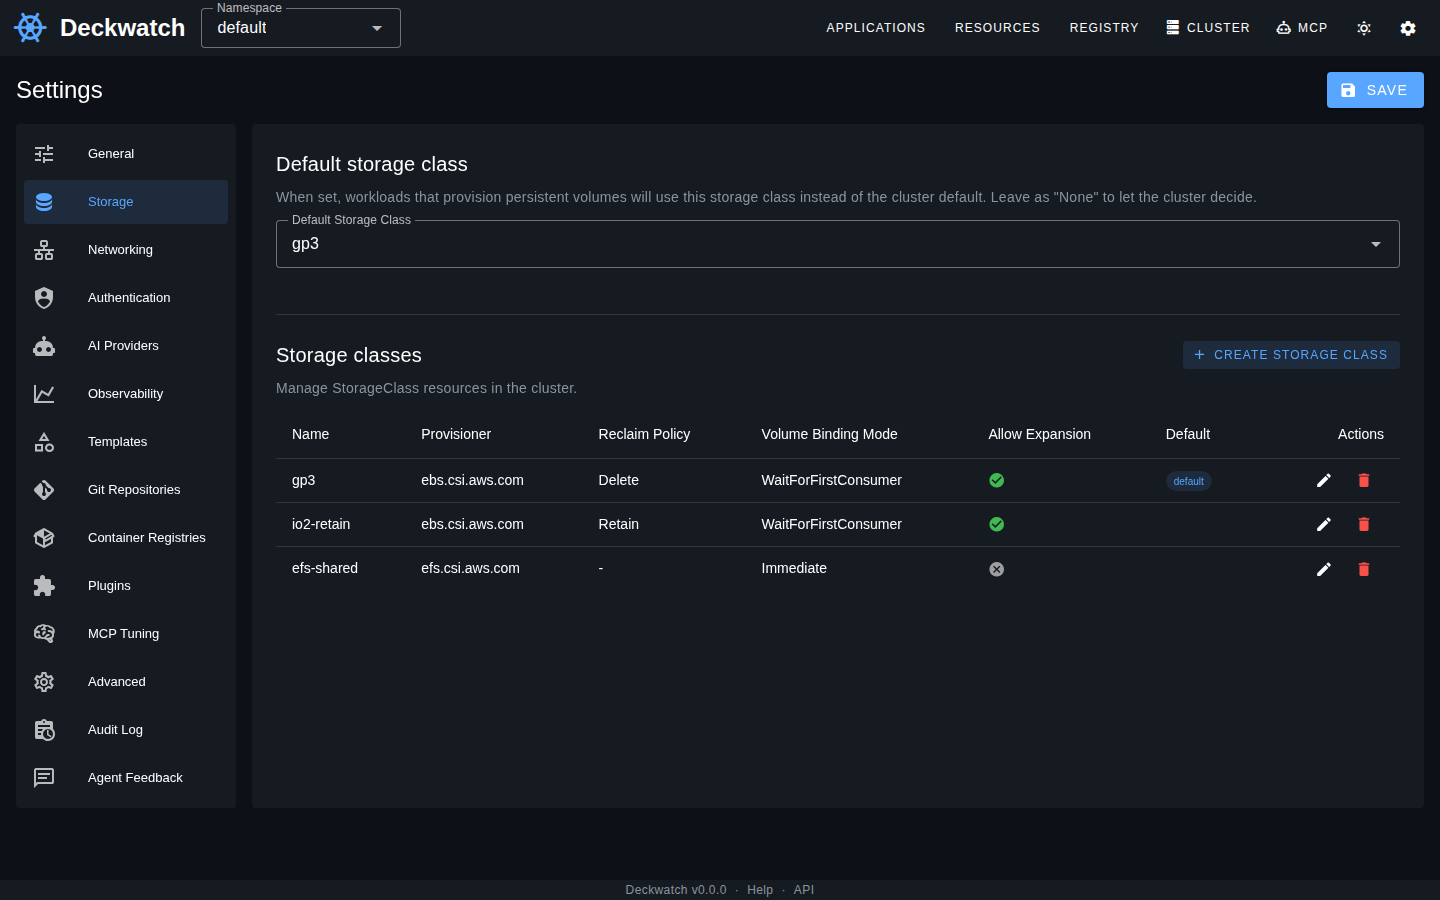 Deckwatch
Namespace
default
APPLICATIONS RESOURCES REGISTRY CLUSTER MCP
Settings
SAVE
General
Storage
Networking
Authentication
AI Providers
Observability
Templates
Git Repositories
Container Registries
Plugins
MCP Tuning
Advanced
Audit Log
Agent Feedback
Default storage class
When set, workloads that provision persistent volumes will use this storage class instead of the cluster default. Leave as "None" to let the cluster decide.
Default Storage Class
gp3
Storage classes
CREATE STORAGE CLASS
Manage StorageClass resources in the cluster.
Name Provisioner Reclaim Policy Volume Binding Mode Allow Expansion Default Actions
gp3 ebs.csi.aws.com Delete WaitForFirstConsumer default
io2-retain ebs.csi.aws.com Retain WaitForFirstConsumer
efs-shared efs.csi.aws.com - Immediate
Deckwatch v0.0.0 · Help · API